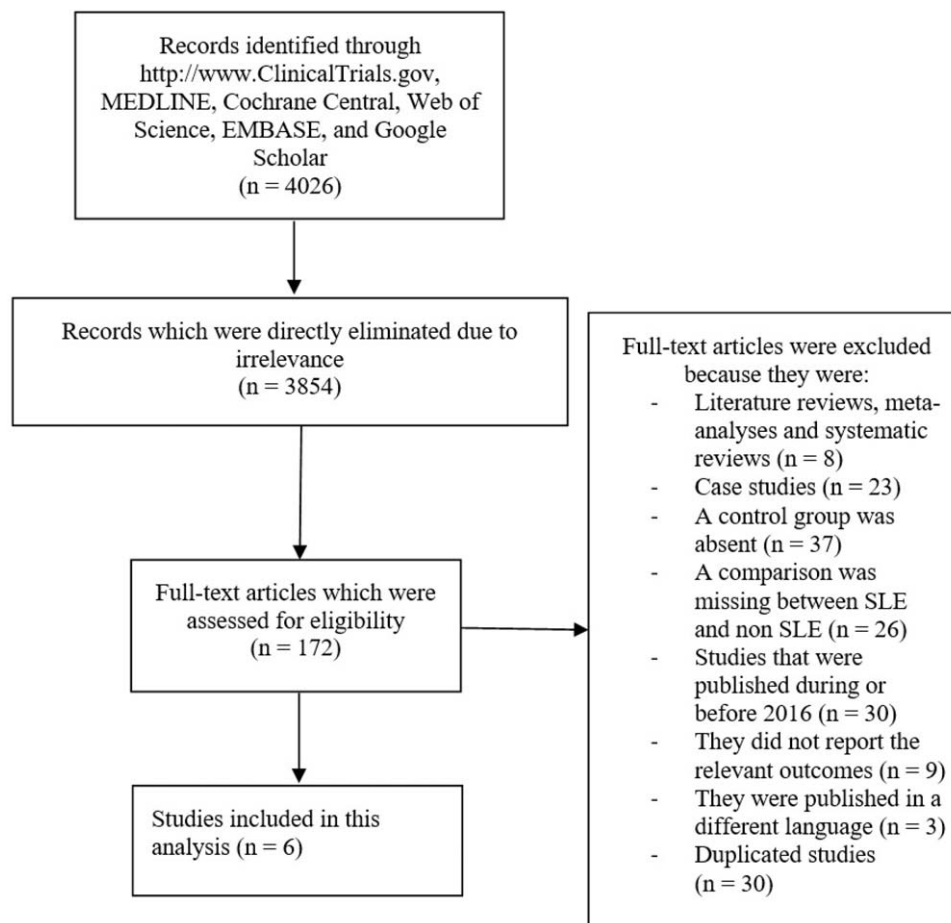 Records identified through
http://www.ClinicalTrials.gov,
MEDLINE, Cochrane Central, Web of
Science, EMBASE, and Google
Scholar
(n = 4026)
Records which were directly eliminated due to
irrelevance
(n = 3854)
Full-text articles which were
assessed for eligibility
(n = 172)
Studies included in this
analysis (n = 6)
Full-text articles were excluded
because they were:
- Literature reviews, meta-
analyses and systematic
reviews (n = 8)
- Case studies (n = 23)
- A control group was
absent (n = 37)
- A comparison was
missing between SLE
and non SLE (n = 26)
- Studies that were
published during or
before 2016 (n = 30)
- They did not report the
relevant outcomes (n = 9)
- They were published in a
different language (n = 3)
- Duplicated studies
(n = 30)